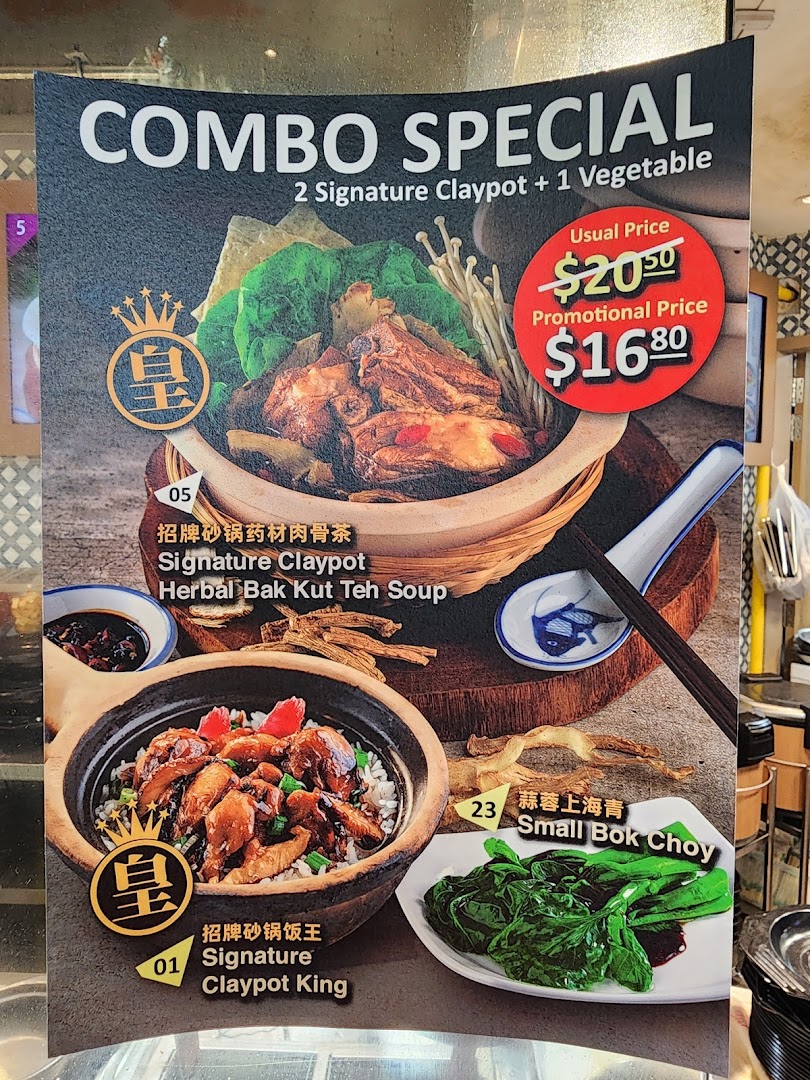 COMBO SPECIAL
2 Signature Claypot + 1 Vegetable
5
Usual Price
$20.50
Promotional Price
$16.80
皇
05
招牌砂锅药材肉骨茶
Signature Claypot
Herbal Bak Kut Teh Soup
23
蒜蓉上海青
Small Bok Choy
皇
01
招牌砂锅饭王
Signature
Claypot King